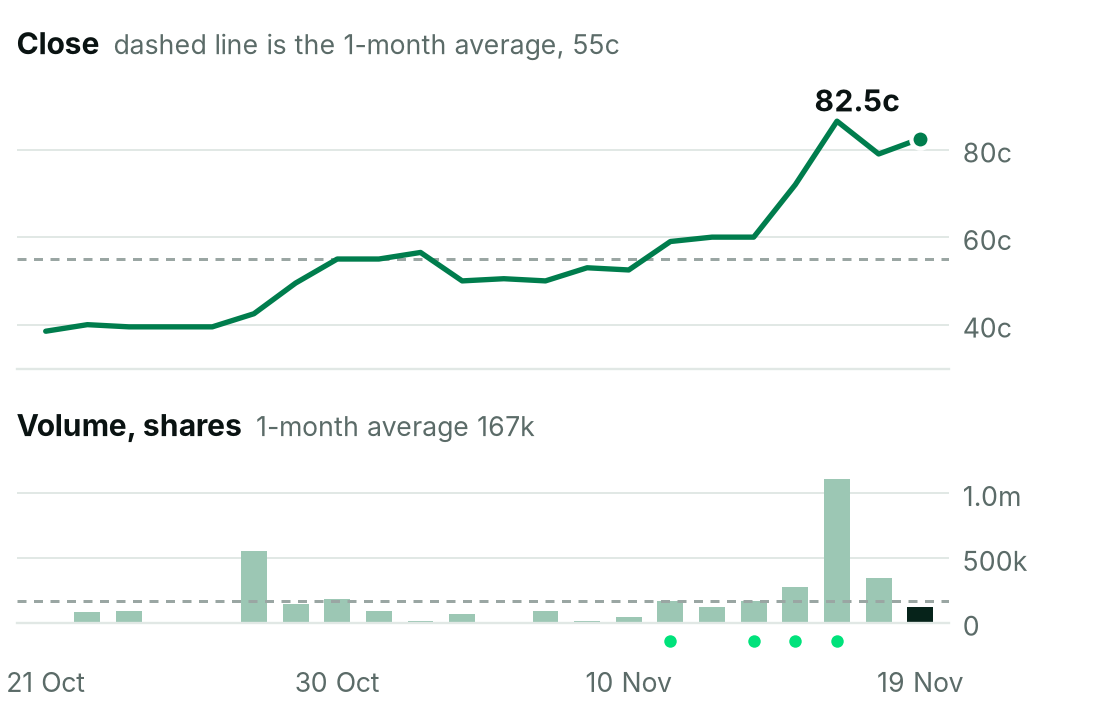 Close dashed line is the 1-month average, 55c
82.5c
80c
60c
40c
Volume, shares 1-month average 167k
1.0m
500k
0
21 Oct 30 Oct 10 Nov 19 Nov